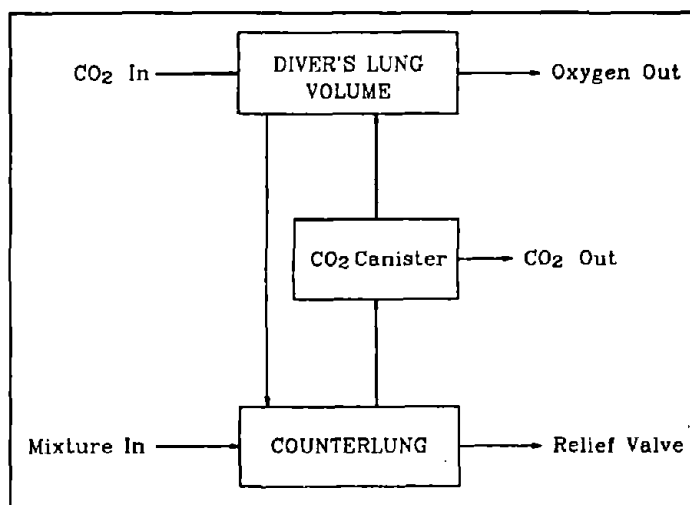 CO2 In
DIVER'S LUNG
VOLUME
Oxygen Out
CO2 Canister
CO2 Out
Mixture In
COUNTERLUNG
Relief Valve